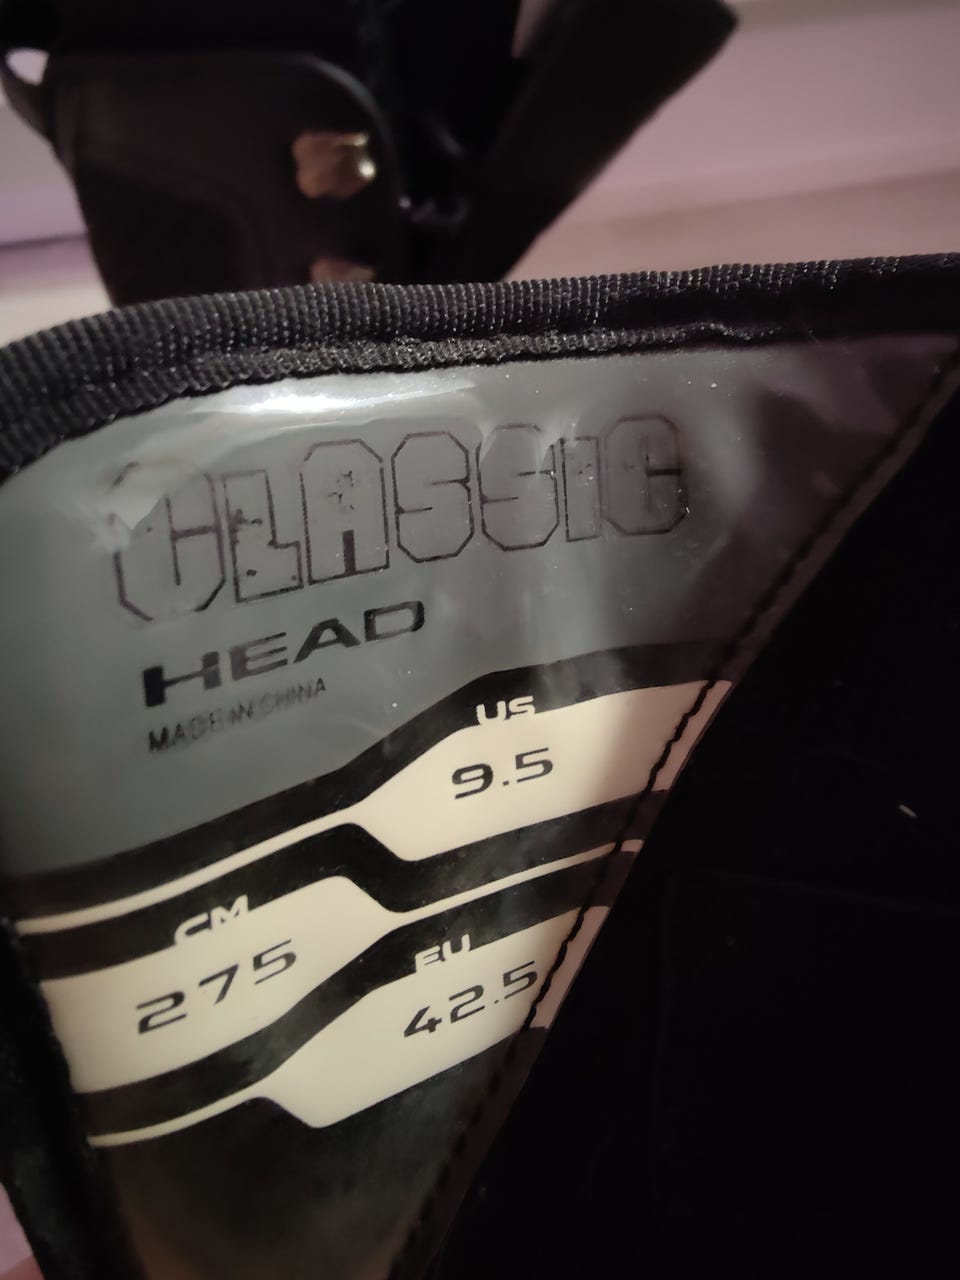 CLASSIC
HEAD
MADE IN CHINA
US
9.5
CM
275
EU
42.5